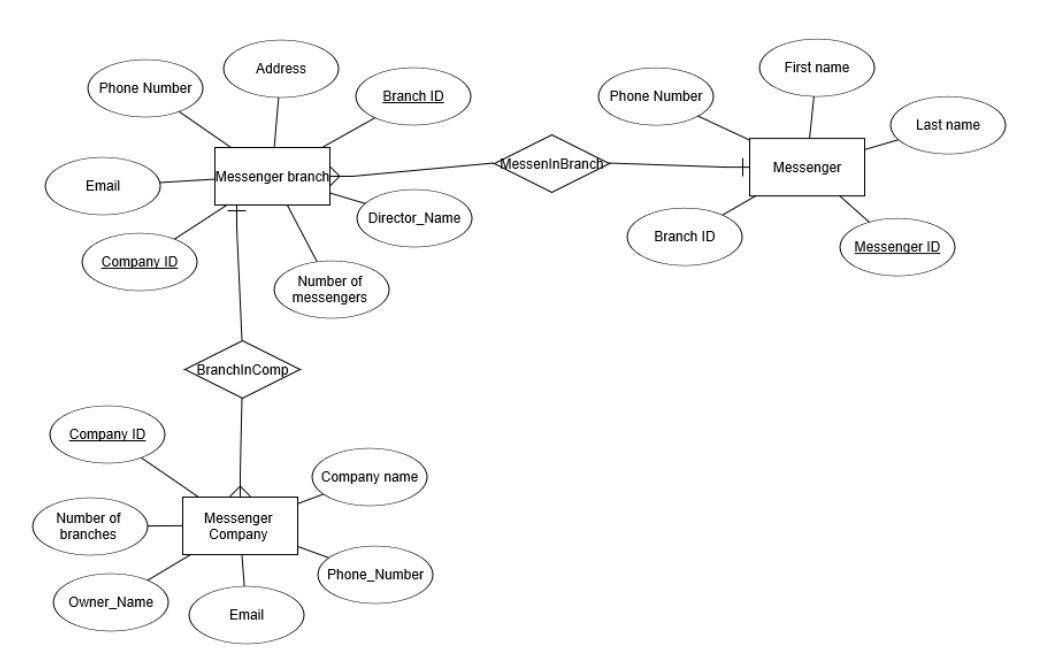 Address
First name
Phone Number
Branch ID
Phone Number
Last name
MessenInBranch
Messenger
Messenger branch
Email
Director_Name
Branch ID
Messenger ID
Company ID
Number of
messengers
BranchInComp
Company ID
Company name
Number of
branches
Messenger
Company
Phone_Number
Owner_Name
Email